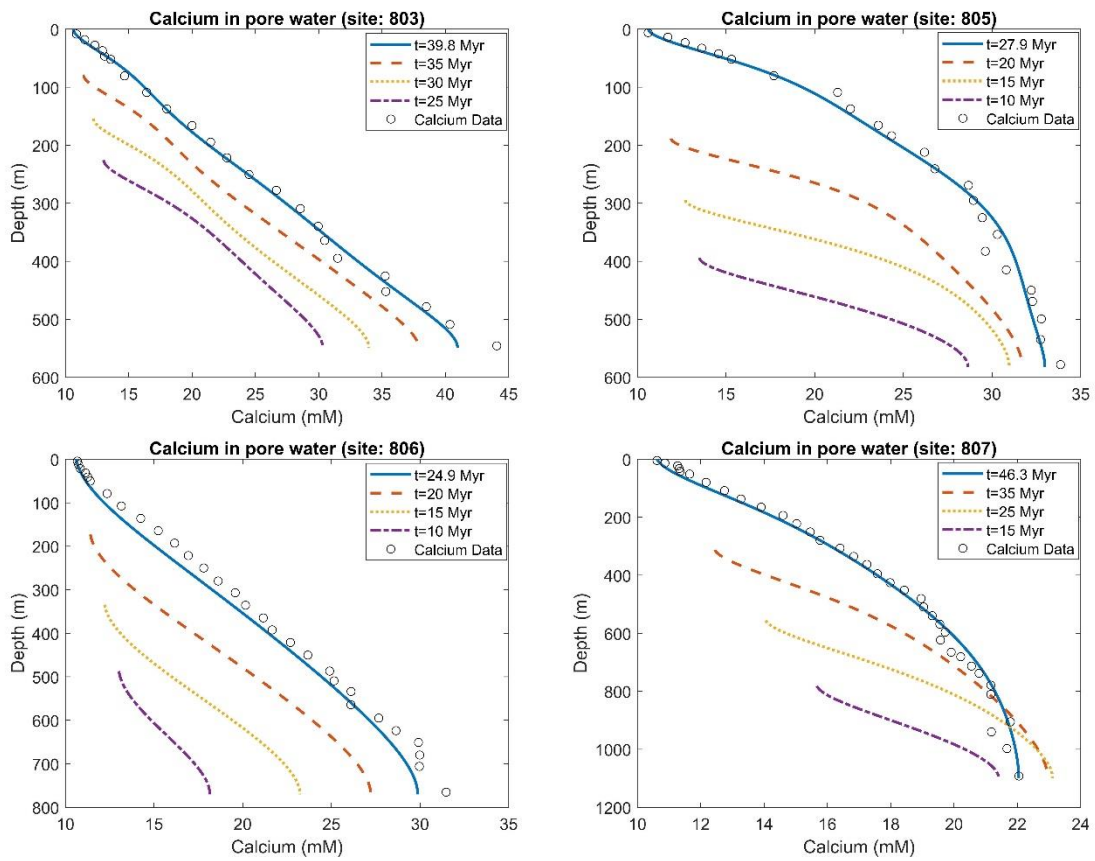 Calcium in pore water (site: 803)
0
100
200
300
400
500
600
Depth (m)
10 15 20 25 30 35 40 45
Calcium (mM)
t=39.8 Myr
t=35 Myr
t=30 Myr
t=25 Myr
Calcium Data
Calcium in pore water (site: 805)
0
100
200
300
400
500
600
Depth (m)
10 15 20 25 30 35
Calcium (mM)
t=27.9 Myr
t=20 Myr
t=15 Myr
t=10 Myr
Calcium Data
Calcium in pore water (site: 806)
0
100
200
300
400
500
600
700
800
Depth (m)
10 15 20 25 30 35
Calcium (mM)
t=24.9 Myr
t=20 Myr
t=15 Myr
t=10 Myr
Calcium Data
Calcium in pore water (site: 807)
0
200
400
600
800
1000
1200
Depth (m)
10 12 14 16 18 20 22 24
Calcium (mM)
t=46.3 Myr
t=35 Myr
t=25 Myr
t=15 Myr
Calcium Data